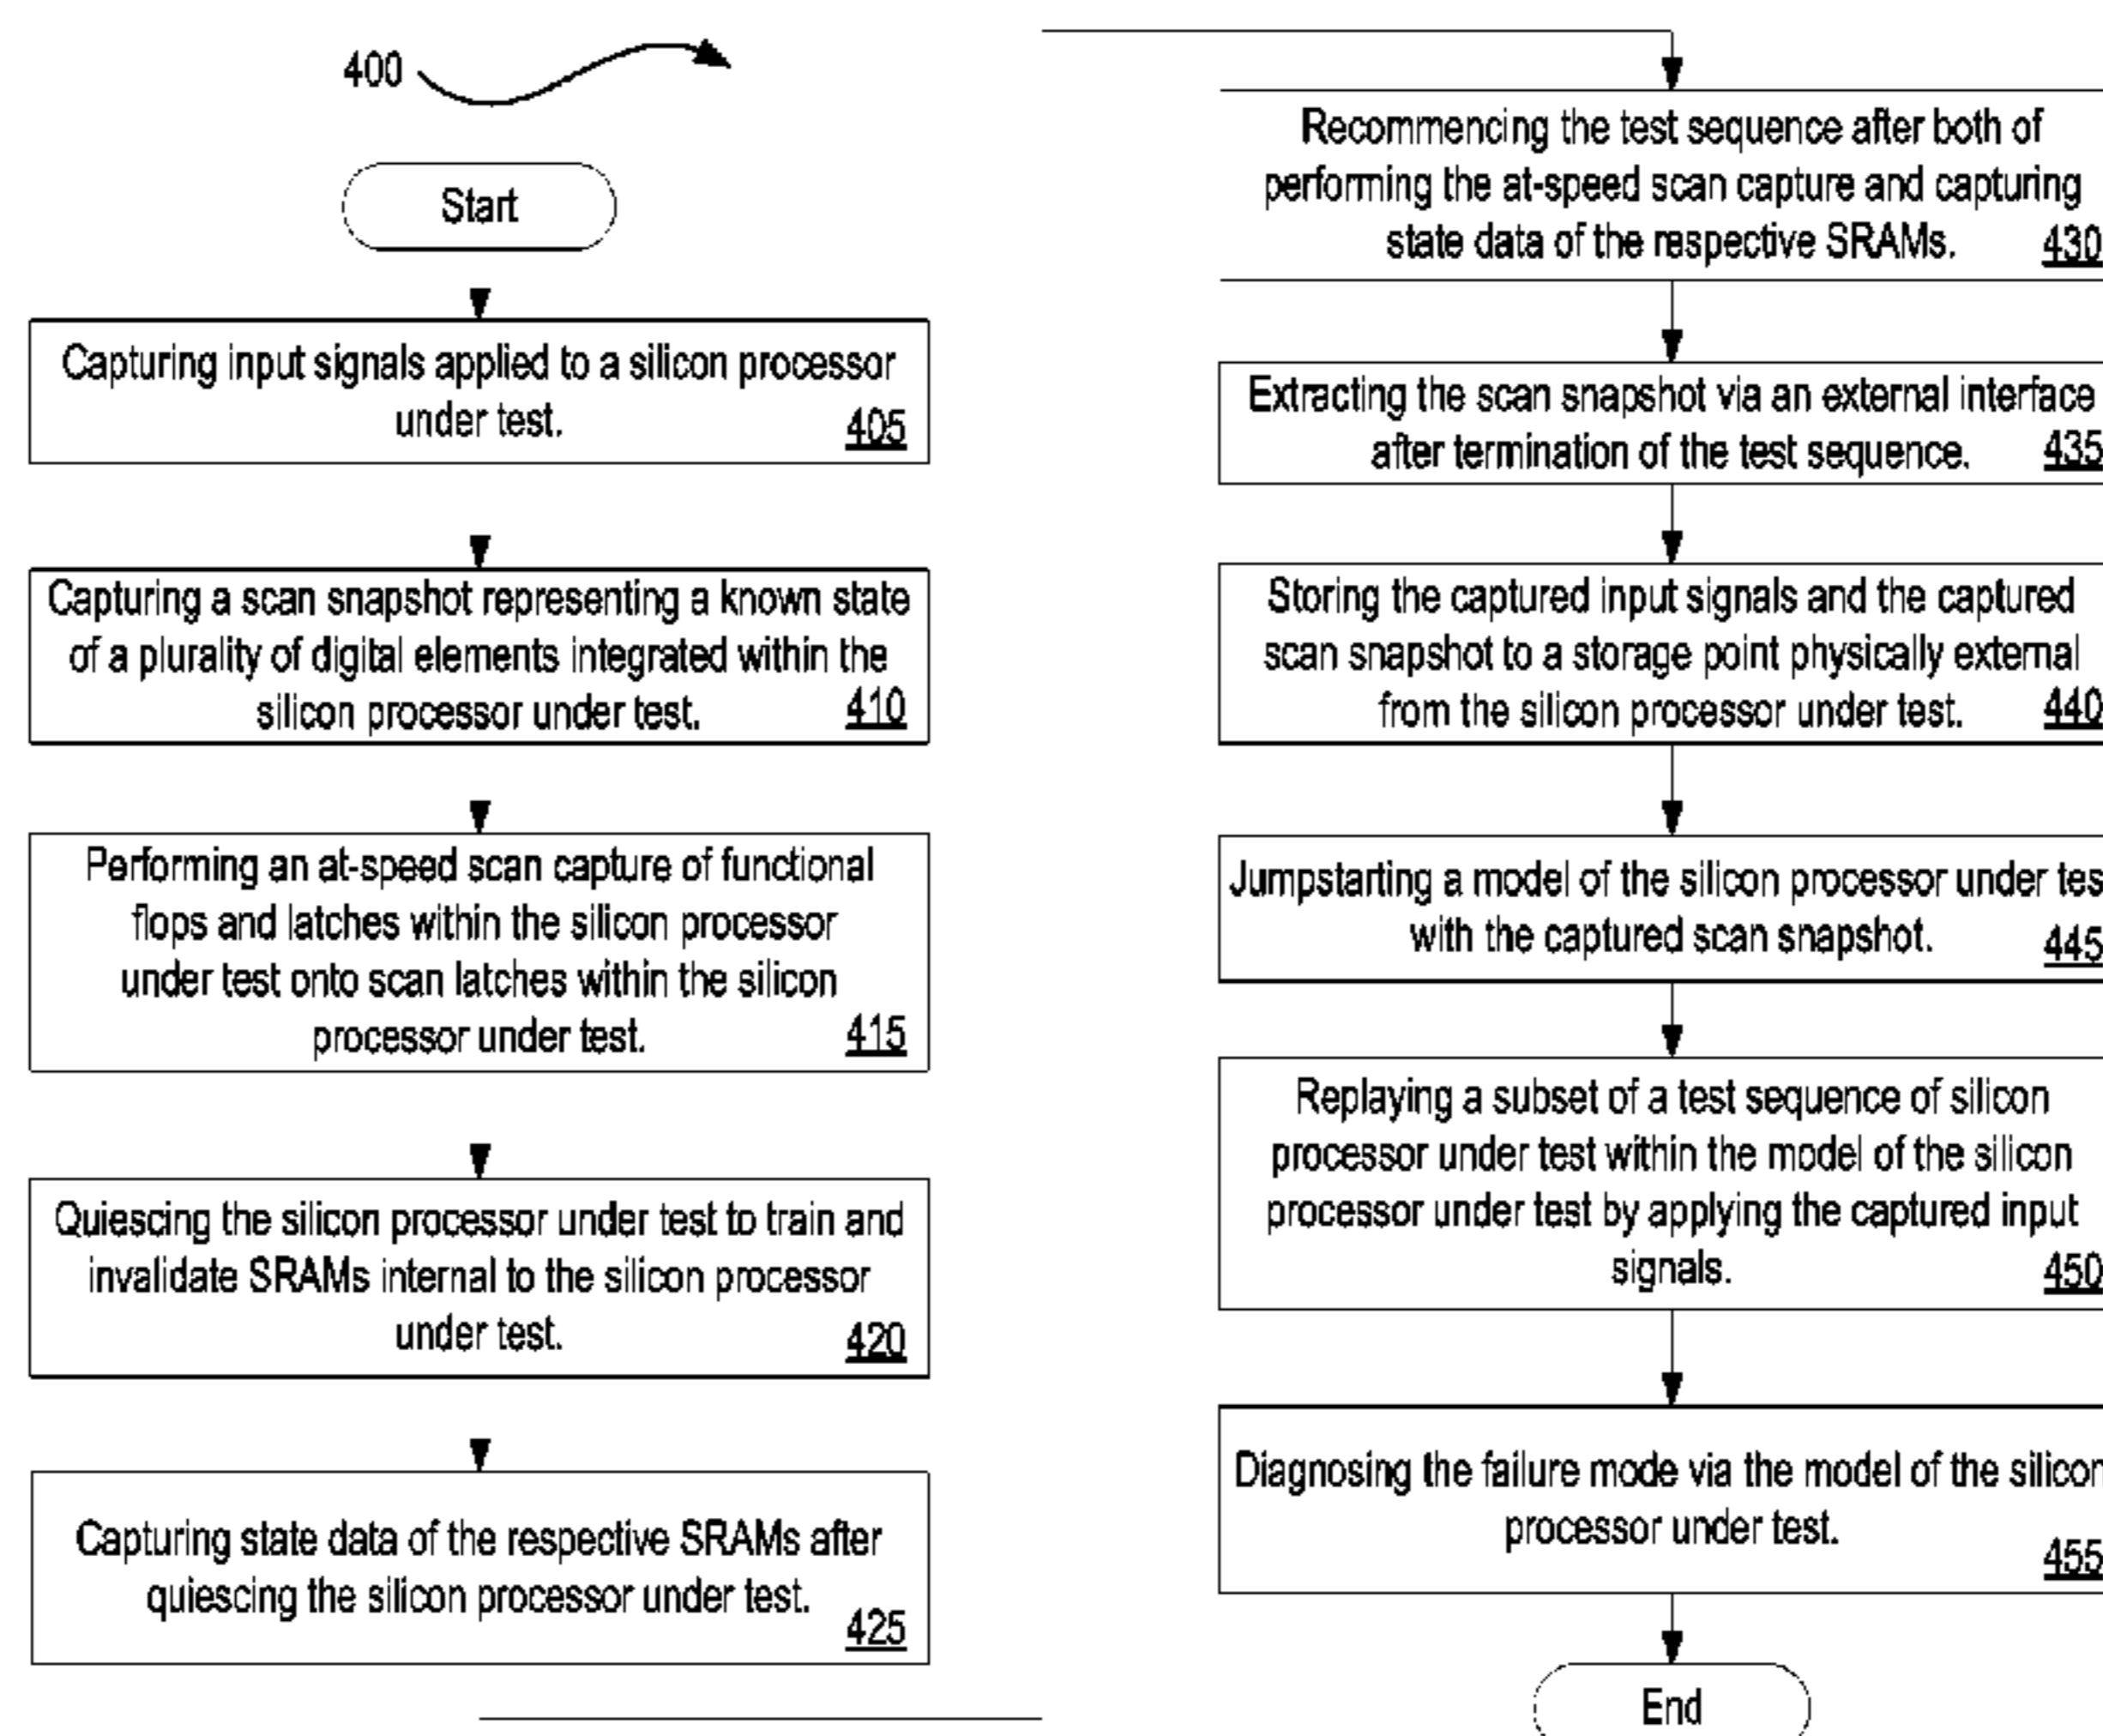 400
Start
Capturing input signals applied to a silicon processor
under test.
405
Capturing a scan snapshot representing a known state
of a plurality of digital elements integrated within the
silicon processor under test.
410
Performing an at-speed scan capture of functional
flops and latches within the silicon processor
under test onto scan latches within the silicon
processor under test.
415
Quiescing the silicon processor under test to train and
invalidate SRAMs internal to the silicon processor
under test.
420
Capturing state data of the respective SRAMs after
quiescing the silicon processor under test.
425
Recommencing the test sequence after both of
performing the at-speed scan capture and capturing
state data of the respective SRAMs.
430
Extracting the scan snapshot via an external interface
after termination of the test sequence.
435
Storing the captured input signals and the captured
scan snapshot to a storage point physically external
from the silicon processor under test.
440
Jumpstarting a model of the silicon processor under tes
with the captured scan snapshot.
445
Replaying a subset of a test sequence of silicon
processor under test within the model of the silicon
processor under test by applying the captured input
signals.
450
Diagnosing the failure mode via the model of the silicon
processor under test.
455
End